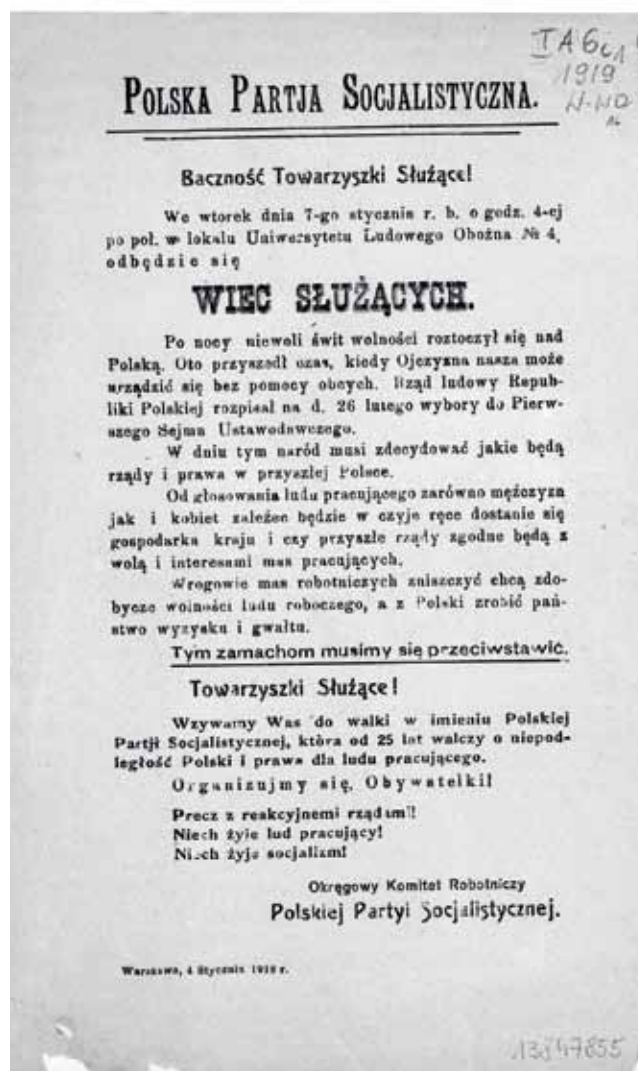 I A 6c1
1919
POLSKA PARTJA SOCJALISTYCZNA.
Baczność Towarzyszki Służące!
We wtorek dnia 7-go stycznia r. b. o godz. 4-ej
po poł. w lokalu Uniwersytetu Ludowego Oboźna № 4,
odbędzie się
WIEC SŁUŻĄCYCH.
Po nocy niewoli świt wolności roztoczył się nad
Polską. Oto przyszedł czas, kiedy Ojczyzna nasza może
urządzić się bez pomocy obcych. Rząd ludowy Repub-
liki Polskiej rozpisał na d. 26 lutego wybory do Pierw-
szego Sejmu Ustawodawczego.
W dniu tym naród musi zdecydować jakie będą
rządy i prawa w przyszłej Polsce.
Od głosowania ludu pracującego zarówno mężczyzn
jak i kobiet zależeć będzie w czyje ręce dostanie się
gospodarka kraju i czy przyszłe rządy zgodne będą z
wolą i interesami mas pracujących.
Wrogowie mas robotniczych zniszczyć chcą zdo-
bycze wolności ludu roboczego, a z Polski zrobić pań-
stwo wyzysku i gwałtu.
Tym zamachom musimy się przeciwstawić.
Towarzyszki Służące!
Wzywamy Was do walki w imieniu Polskiej
Partji Socjalistycznej, która od 25 lat walczy o niepod-
ległość Polski i prawa dla ludu pracującego.
Organizujmy się, Obywatelki!
Precz z reakcyjnemi rządami!
Niech żyje lud pracujący!
Niech żyje socjalizm!
Okręgowy Komitet Robotniczy
Polskiej Partyi Socjalistycznej.
Warszawa, 4 Stycznia 1919 r.
13847855